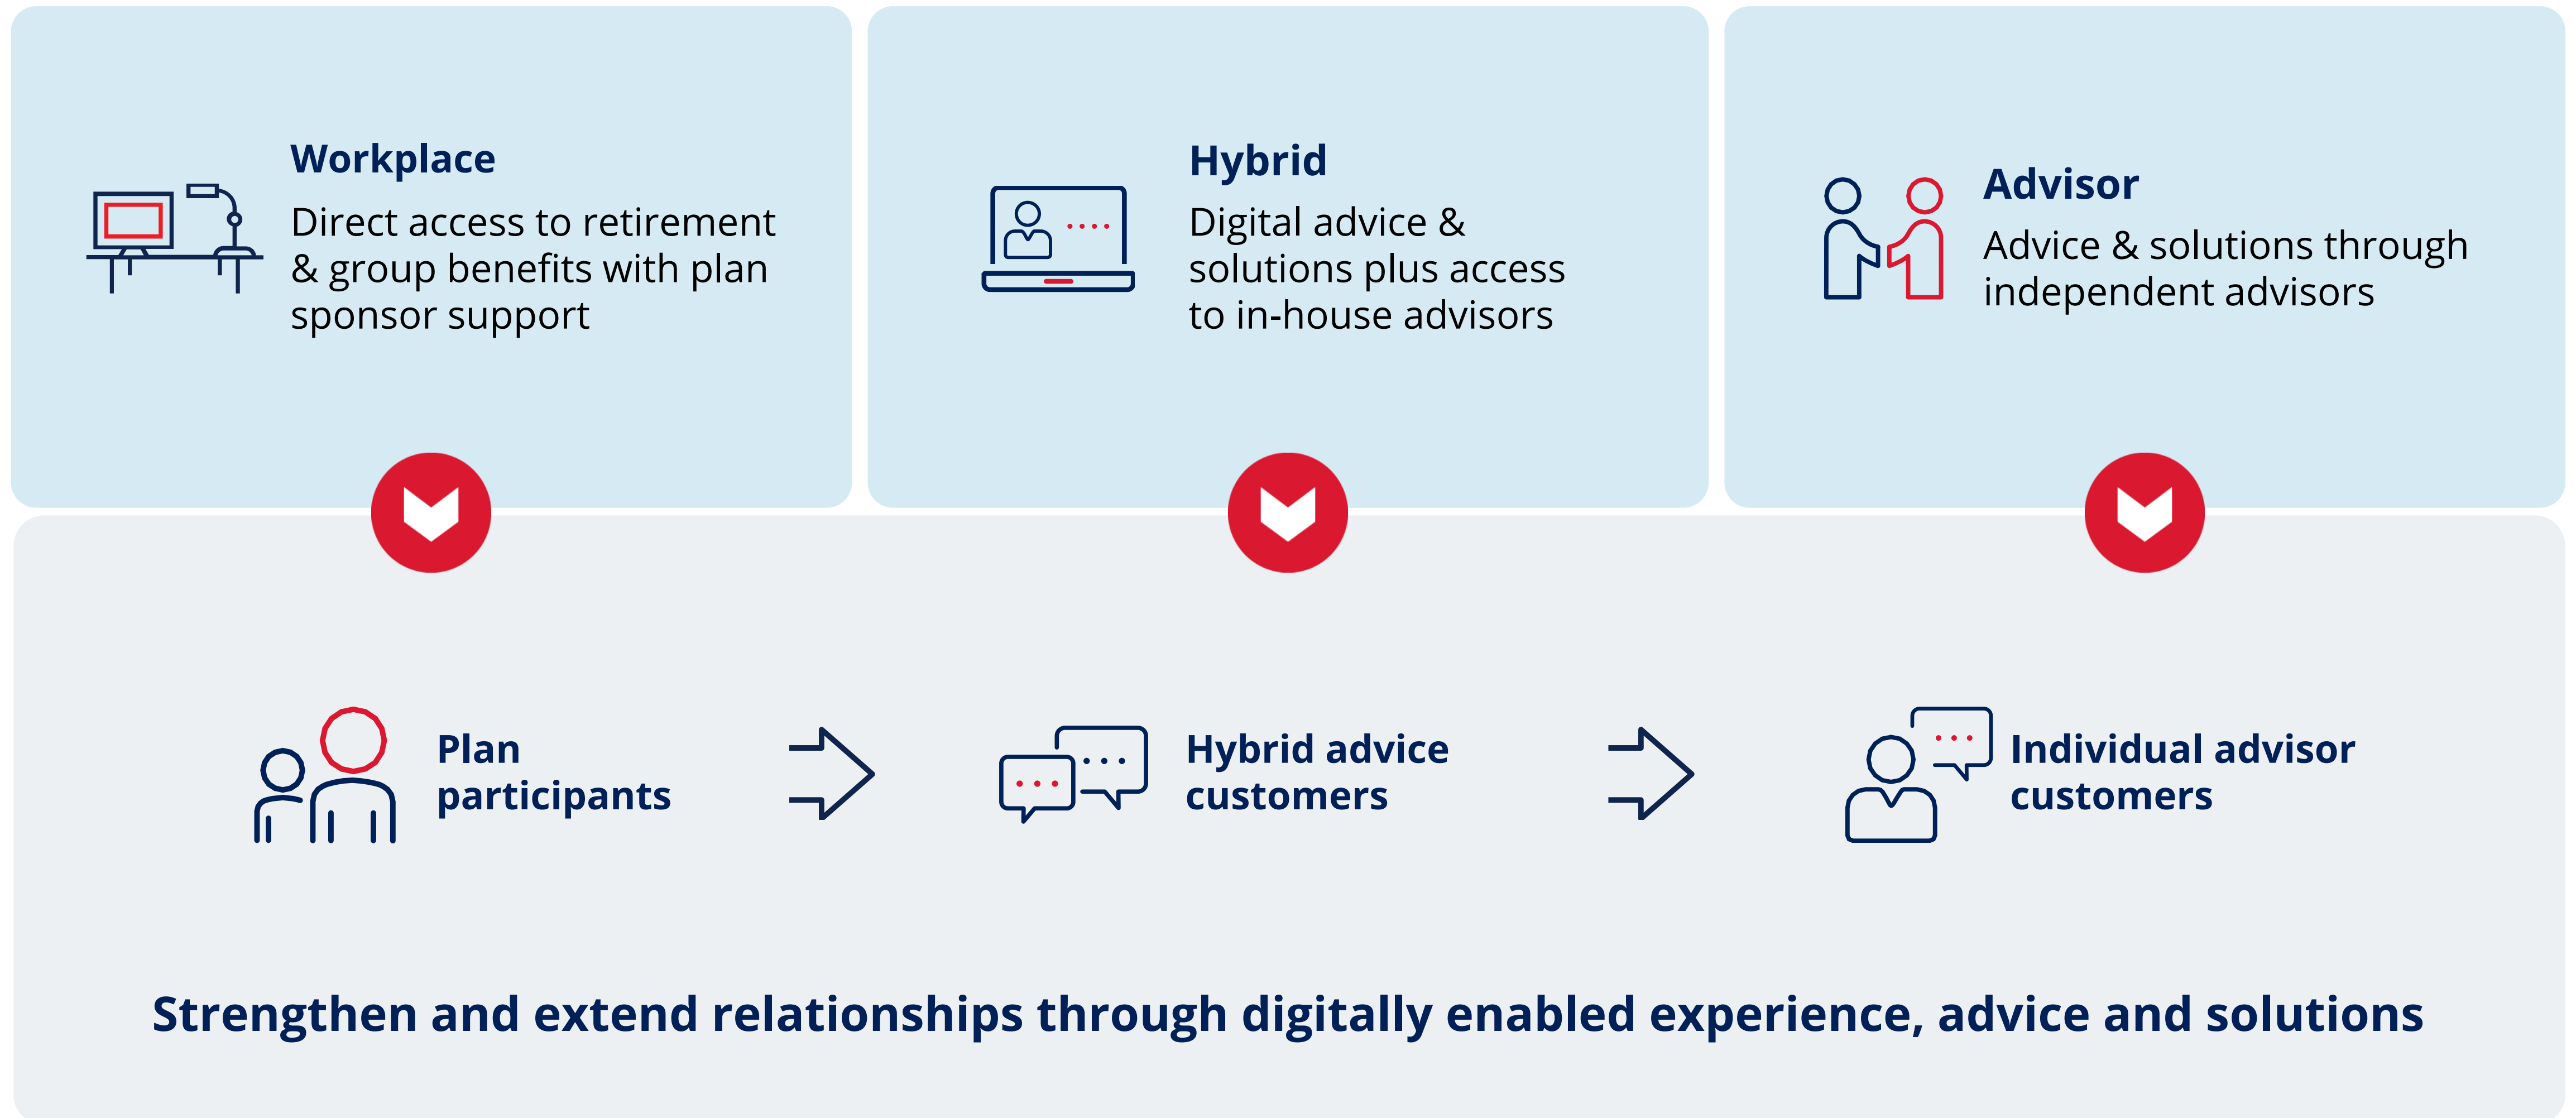 Workplace
Direct access to retirement
& group benefits with plan
sponsor support
Hybrid
Digital advice &
solutions plus access
to in-house advisors
Advisor
Advice & solutions through
independent advisors
Plan
participants
Hybrid advice
customers
Individual advisor
customers
Strengthen and extend relationships through digitally enabled experience, advice and solutions